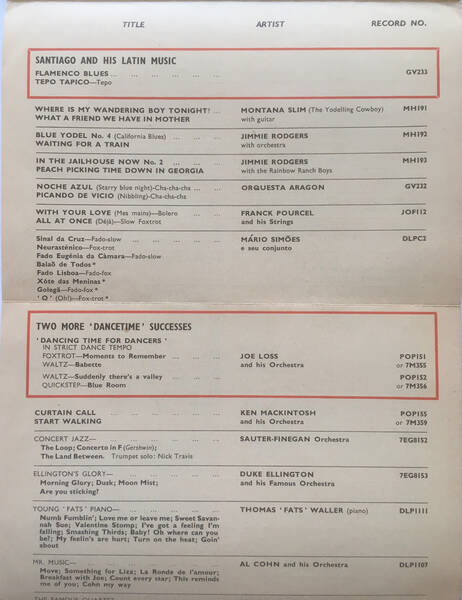 TITLE ARTIST RECORD NO.
SANTIAGO AND HIS LATIN MUSIC
FLAMENCO BLUES ... ... ... ... ... GV233
TEPO TAPICO—Tepo
WHERE IS MY WANDERING BOY TONIGHT? ... MONTANA SLIM (The Yodelling Cowboy) MH191
WHAT A FRIEND WE HAVE IN MOTHER with guitar
BLUE YODEL No. 4 (California Blues) ... ... JIMMIE RODGERS MH192
WAITING FOR A TRAIN with orchestra
IN THE JAILHOUSE NOW No. 2 ... ... ... JIMMIE RODGERS MH193
PEACH PICKING TIME DOWN IN GEORGIA with the Rainbow Ranch Boys
NOCHE AZUL (Starry blue night)-Cha-cha-cha ... ... ORQUESTA ARAGON GV232
PICANDO DE VICIO (Nibbling)-Cha-cha-cha
WITH YOUR LOVE (Mes mains)—Bolero ... ... FRANCK POURCEL JOF112
ALL AT ONCE (Déjà)—Slow Foxtrot and his Strings
Sinal da Cruz—Fado-slow ... ... ... ... MÁRIO SIMÕES DLPC2
Neurasténico—Fox-trot e seu conjunto
Fado Eugénia da Câmara—Fado-slow
Balaõ de Todos*
Fado Lisboa—Fado-fox
Xóte das Meninas*
Golegã—Fado-fox*
'O' (Oh!)—Fox-trot*
TWO MORE 'DANCETIME' SUCCESSES
'DANCING TIME FOR DANCERS'
IN STRICT DANCE TEMPO
FOXTROT—Moments to Remember ... ... ... JOE LOSS POP151
WALTZ—Babette and his Orchestra or 7M355
WALTZ—Suddenly there's a valley ... ... ... POP152
QUICKSTEP—Blue Room or 7M356
CURTAIN CALL ... ... ... ... ... KEN MACKINTOSH POP155
START WALKING and his Orchestra or 7M359
CONCERT JAZZ— ... ... ... ... ... SAUTER-FINEGAN Orchestra 7EG8152
The Loop; Concerto in F (Gershwin);
The Land Between. Trumpet solo: Nick Travis
ELLINGTON'S GLORY— ... ... ... ... DUKE ELLINGTON 7EG8153
Morning Glory; Dusk; Moon Mist; and his Famous Orchestra
Are you sticking?
YOUNG 'FATS' PIANO— ... ... ... ... THOMAS 'FATS' WALLER (piano) DLP1111
Numb Fumblin'; Love me or leave me; Sweet Savan-
nah Sue; Valentine Stomp; I've got a feeling I'm
falling; Smashing Thirds; Baby! Oh where can you
be?; My feelin's are hurt; Turn on the heat; Goin'
about
MR. MUSIC— ... ... ... ... ... AL COHN and his Orchestra DLP1107
Move; Something for Liza; La Ronde de l'amour;
Breakfast with Joe; Count every star; This reminds
me of you; Cohn my way